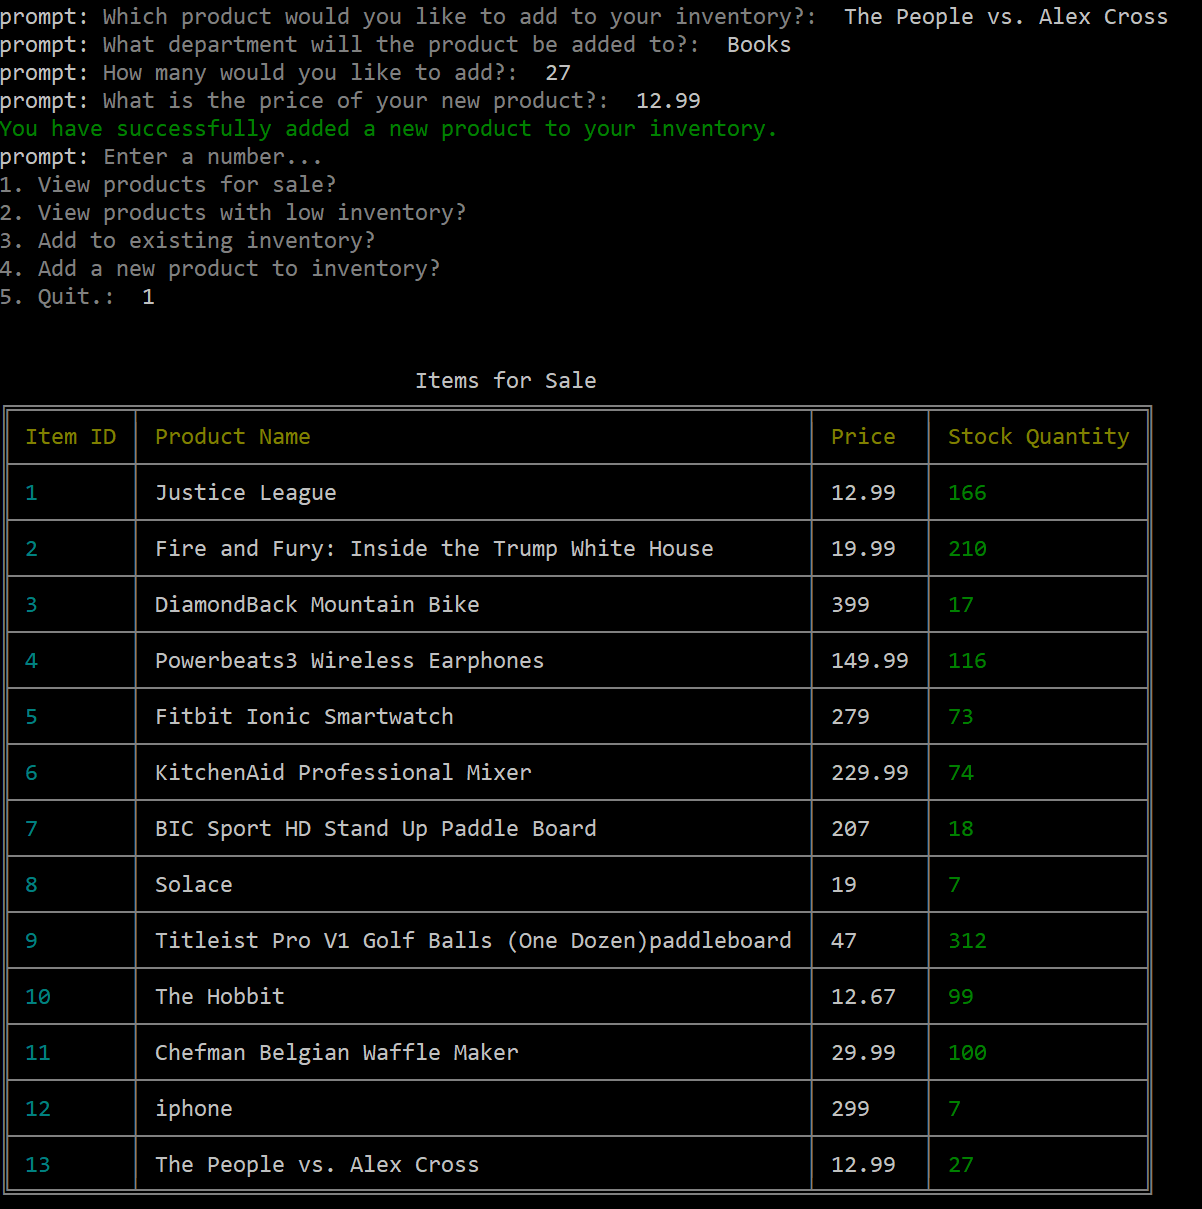 prompt: Which product would you like to add to your inventory?:  The People vs. Alex Cross
prompt: What department will the product be added to?:  Books
prompt: How many would you like to add?:  27
prompt: What is the price of your new product?:  12.99
You have successfully added a new product to your inventory.
prompt: Enter a number...
1. View products for sale?
2. View products with low inventory?
3. Add to existing inventory?
4. Add a new product to inventory?
5. Quit.:  1
Items for Sale
Item ID Product Name Price Stock Quantity
1 Justice League 12.99 166
2 Fire and Fury: Inside the Trump White House 19.99 210
3 DiamondBack Mountain Bike 399 17
4 Powerbeats3 Wireless Earphones 149.99 116
5 Fitbit Ionic Smartwatch 279 73
6 KitchenAid Professional Mixer 229.99 74
7 BIC Sport HD Stand Up Paddle Board 207 18
8 Solace 19 7
9 Titleist Pro V1 Golf Balls (One Dozen)paddleboard 47 312
10 The Hobbit 12.67 99
11 Chefman Belgian Waffle Maker 29.99 100
12 iphone 299 7
13 The People vs. Alex Cross 12.99 27